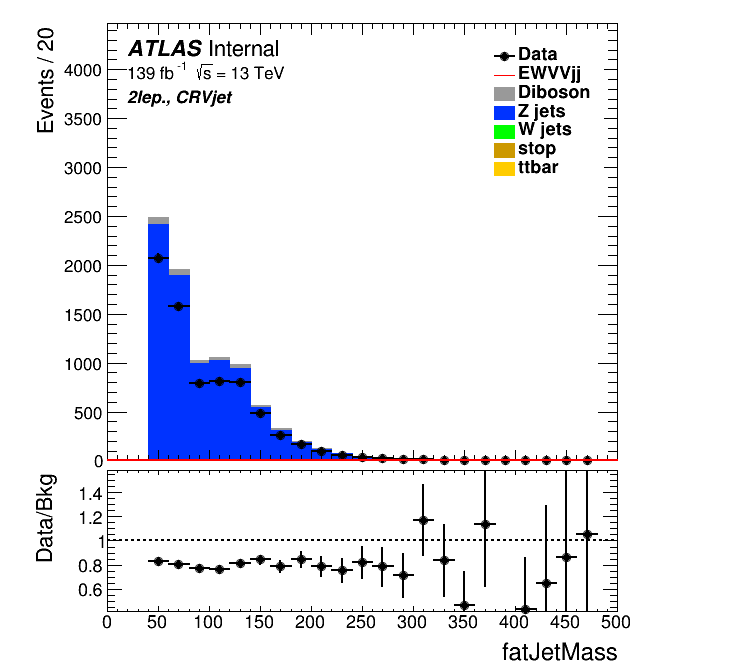 ATLAS Internal
139 fb⁻¹ √s = 13 TeV
2lep., CRVjet
Data
EWVVjj
Diboson
Z jets
W jets
stop
ttbar
Events / 20
4000
3500
3000
2500
2000
1500
1000
500
0
Data/Bkg
1.4
1.2
1
0.8
0.6
0 50 100 150 200 250 300 350 400 450 500
fatJetMass